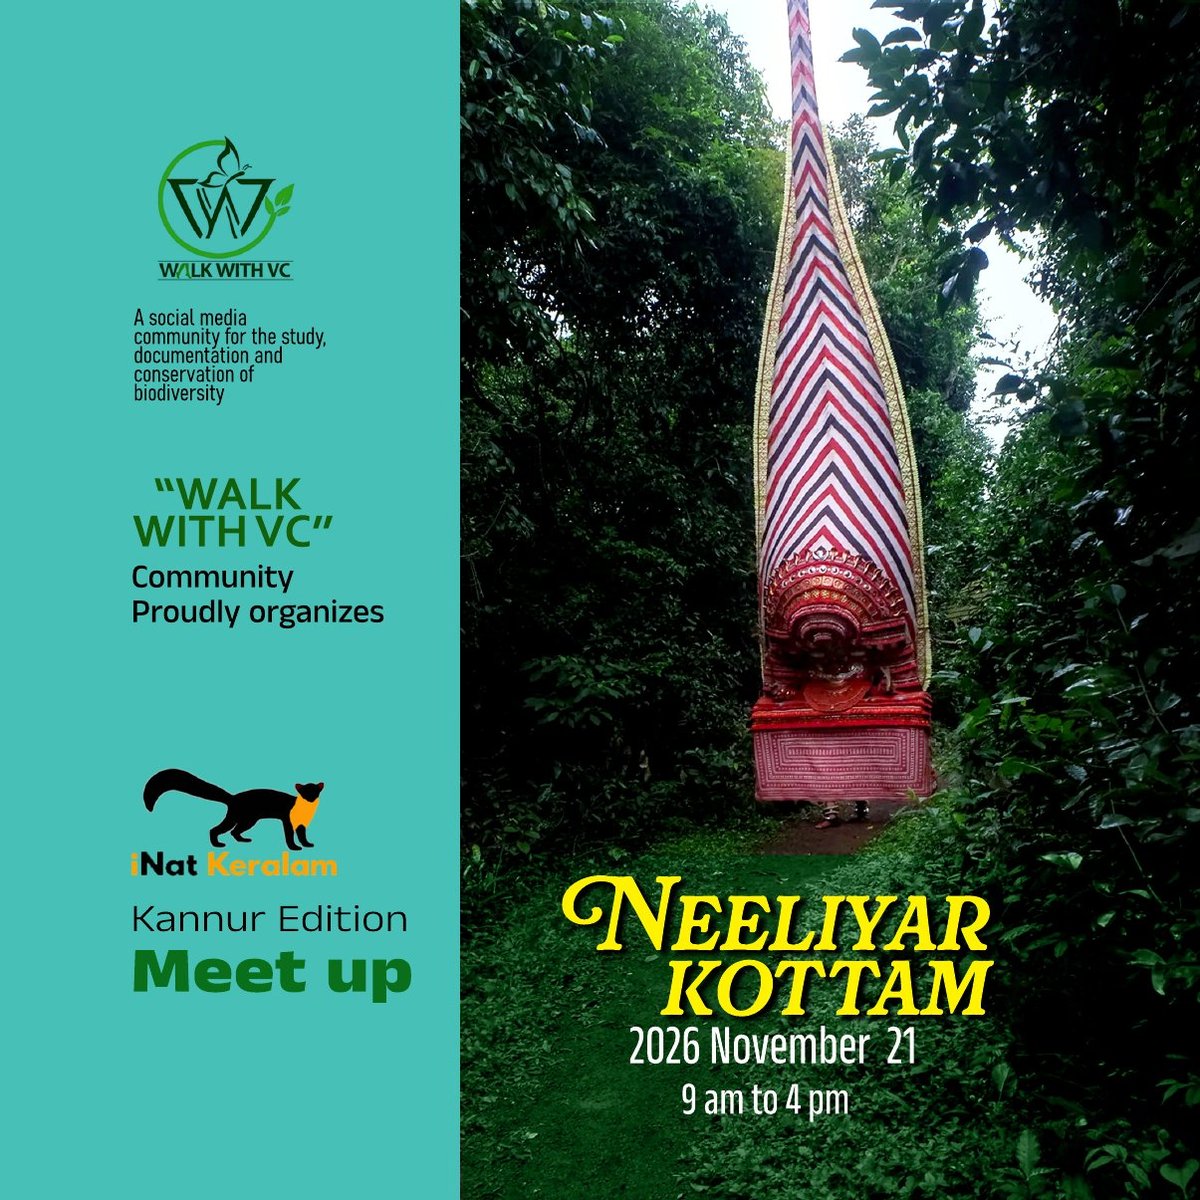 WALK WITH VC
A social media
community for the study,
documentation and
conservation of
biodiversity
“WALK
WITH VC”
Community
Proudly organizes
iNat Keralam
Kannur Edition
Meet up
NEELIYAR
KOTTAM
2026 November 21
9 am to 4 pm